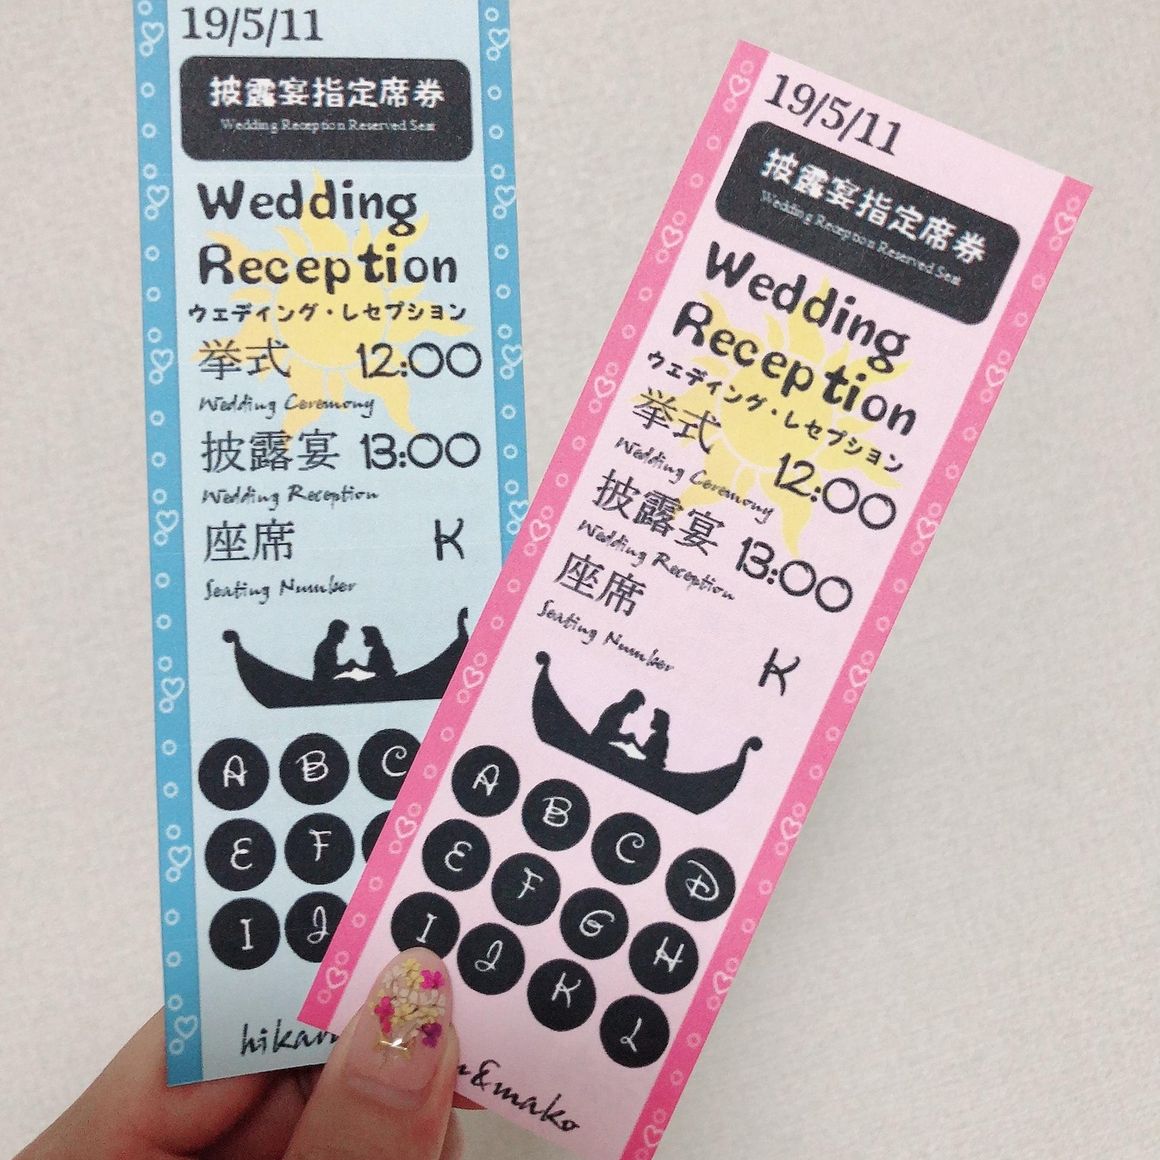 19/5/11
披露宴指定席券
Wedding Reception Reserved Seat
Wedding
Reception
ウェディング・レセプション
挙式 12:00
Wedding Ceremony
披露宴 13:00
Wedding Reception
座席 K
Seating Number
A B C
E F
I J
19/5/11
披露宴指定席券
Wedding Reception Reserved Seat
Wedding
Reception
ウェディング・レセプション
挙式 12:00
Wedding Ceremony
披露宴 13:00
Wedding Reception
座席 K
Seating Number
A B C D
E F G H
I J K L
&mako